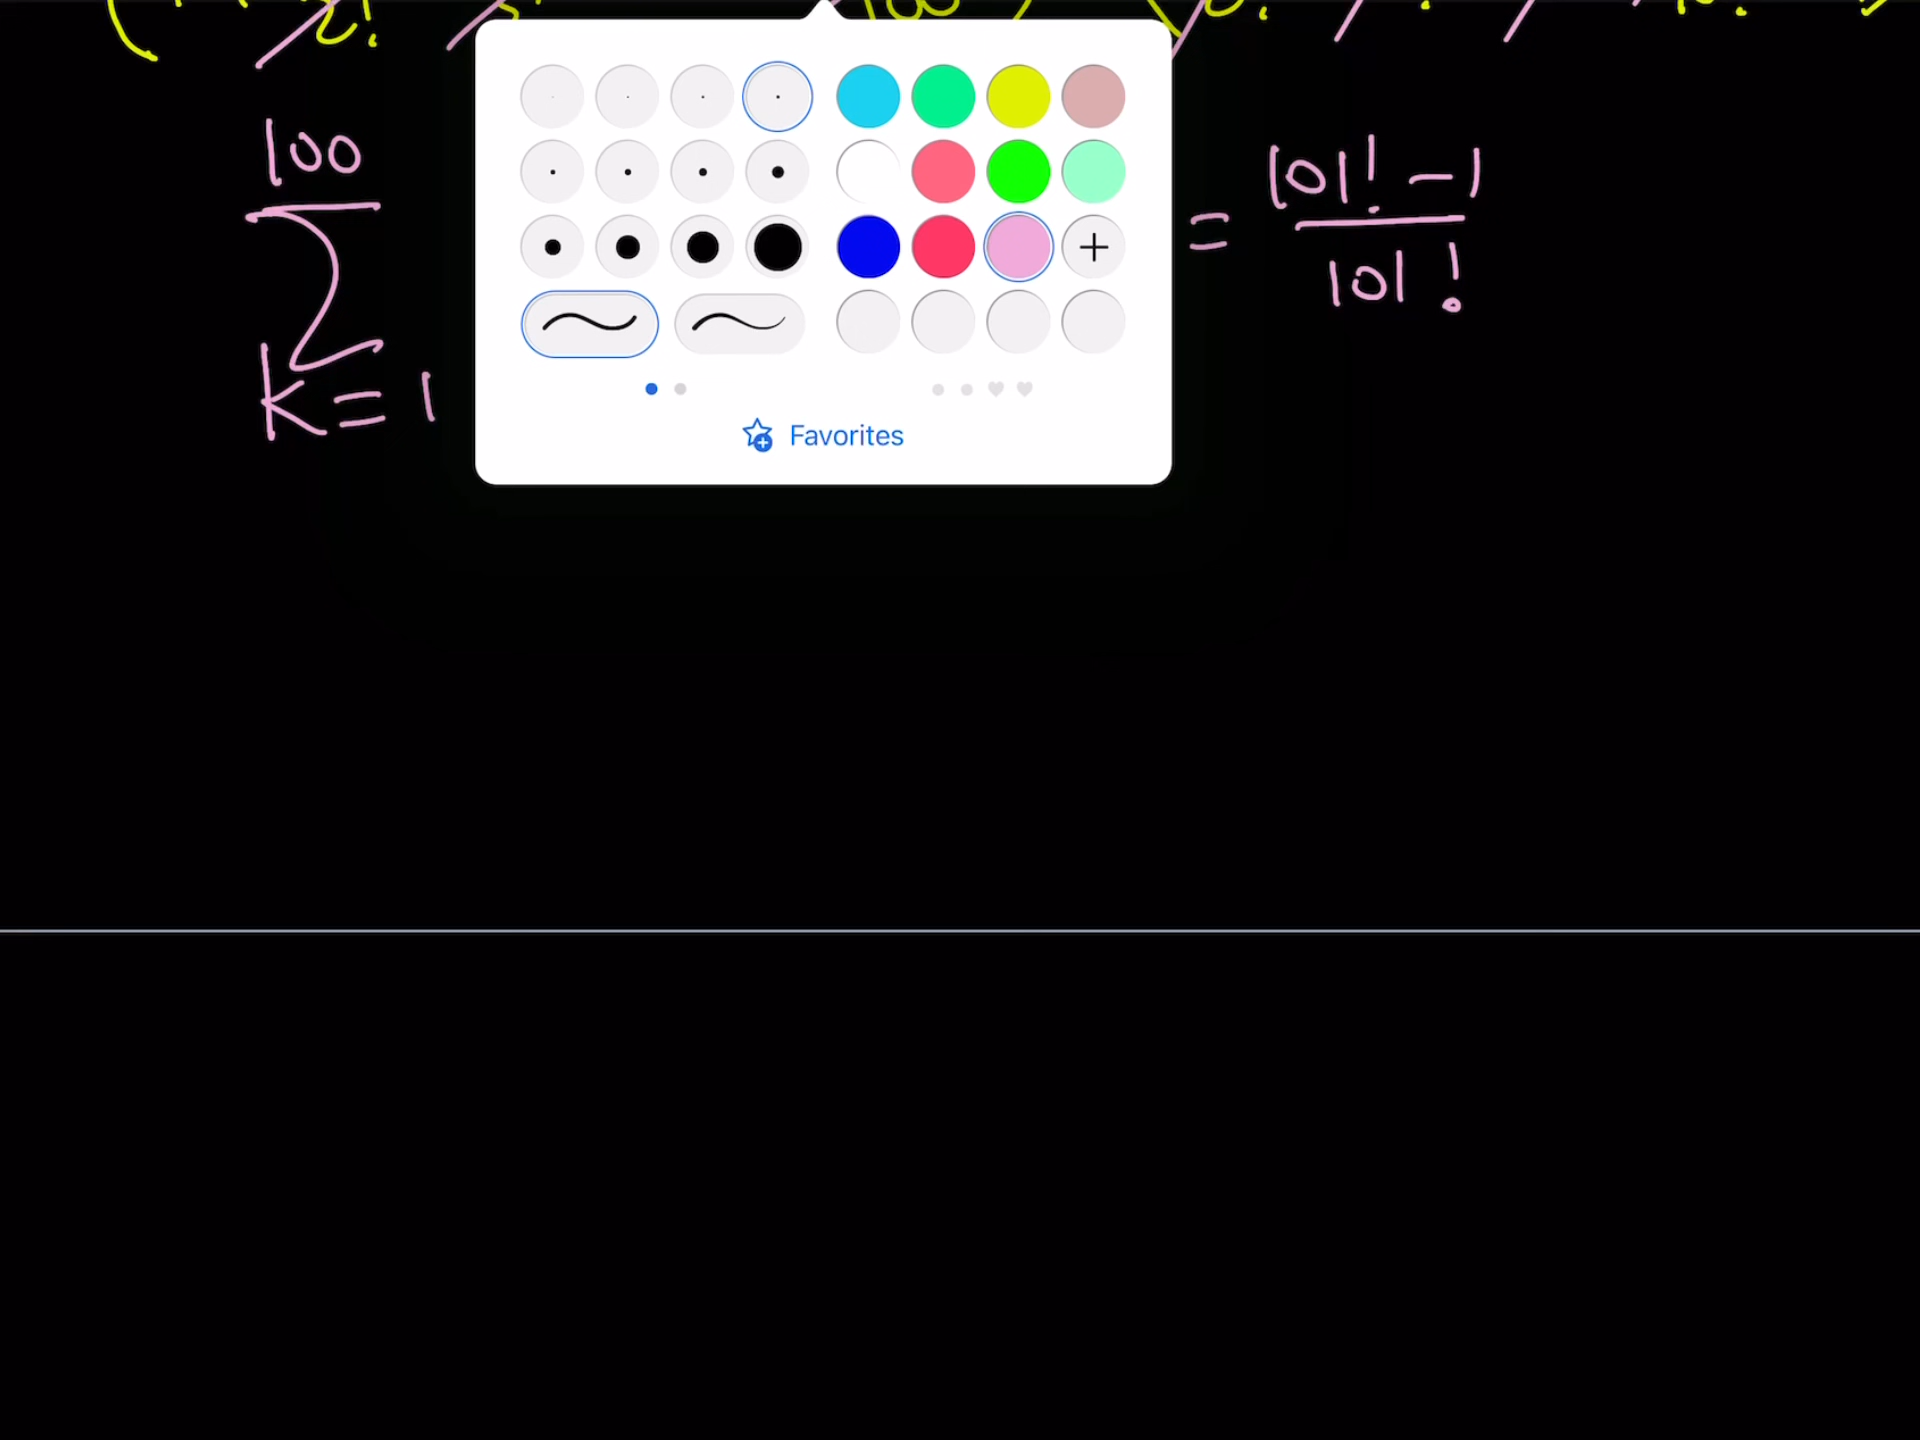 100
∑
K = 1
= 101! - 1
101!
Favorites